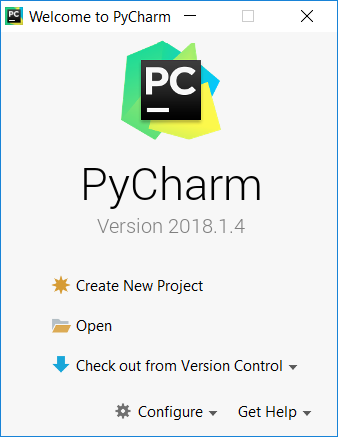 Welcome to PyCharm
PC
PyCharm
Version 2018.1.4
Create New Project
Open
Check out from Version Control
Configure Get Help